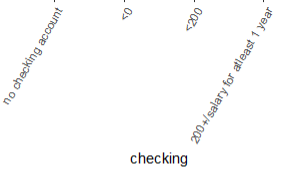 no checking account
<0
<200
200+/salary for atleast 1 year
checking